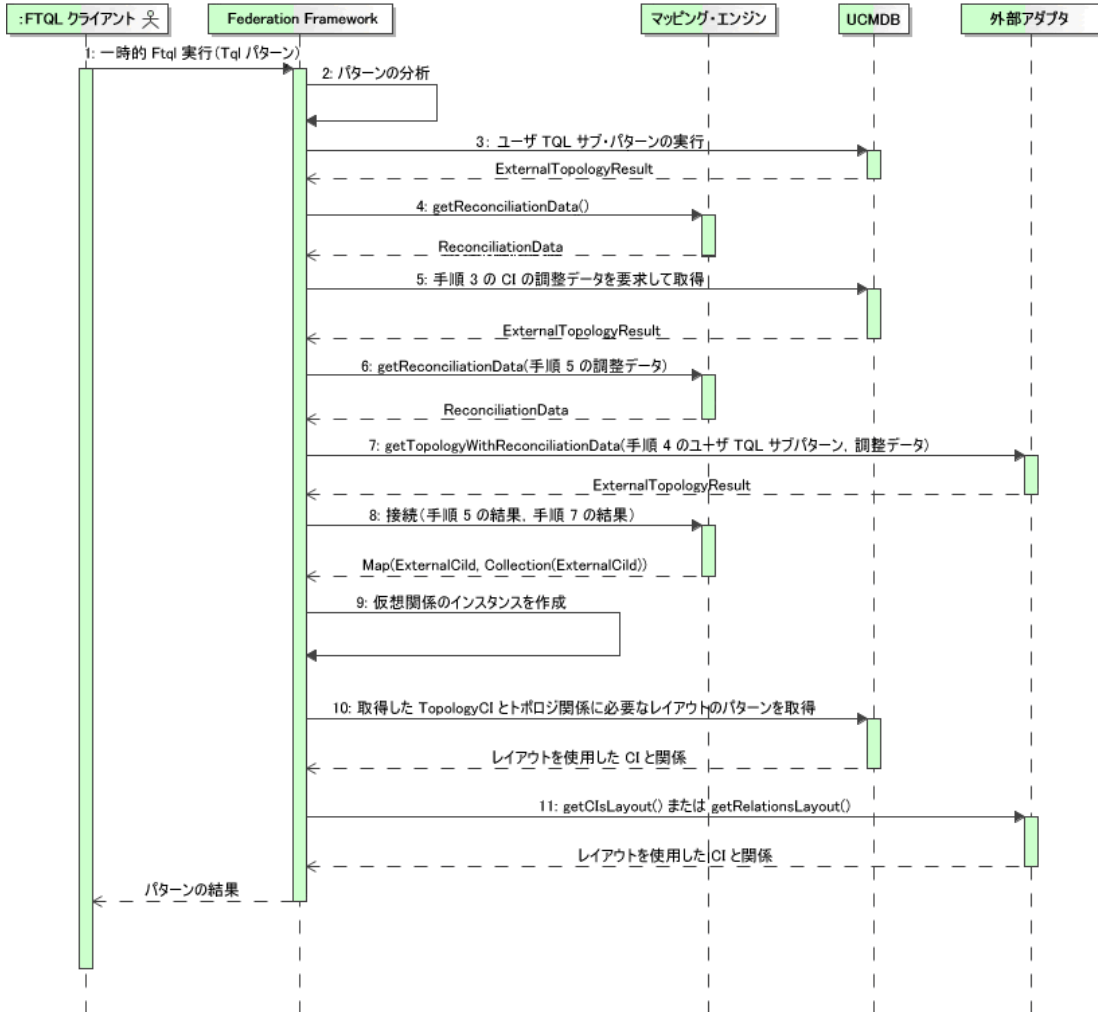 :FTQL クライアント
Federation Framework
マッピング・エンジン
UCMDB
外部アダプタ
1: 一時的 Ftql 実行(Tql パターン)
2: パターンの分析
3: ユーザ TQL サブ・パターンの実行
ExternalTopologyResult
4: getReconciliationData()
ReconciliationData
5: 手順 3 の CI の調整データを要求して取得
ExternalTopologyResult
6: getReconciliationData(手順 5 の調整データ)
ReconciliationData
7: getTopologyWithReconciliationData(手順 4 のユーザ TQL サブパターン, 調整データ)
ExternalTopologyResult
8: 接続(手順 5 の結果, 手順 7 の結果)
Map(ExternalCiId, Collection(ExternalCiId))
9: 仮想関係のインスタンスを作成
10: 取得した TopologyCI とトポロジ関係に必要なレイアウトのパターンを取得
レイアウトを使用した CI と関係
11: getCIsLayout() または getRelationsLayout()
レイアウトを使用した CI と関係
パターンの結果